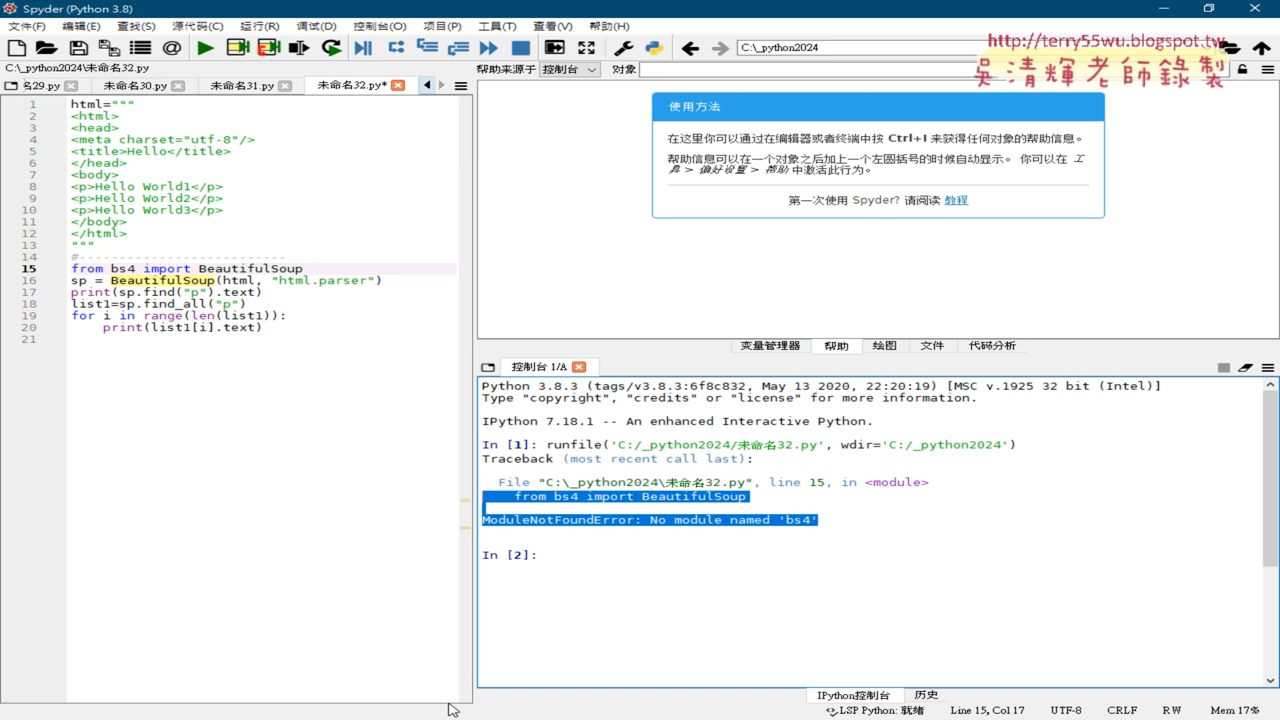 Spyder (Python 3.8)
文件(F) 编辑(E) 查找(S) 源代码(C) 运行(R) 调试(D) 控制台(O) 项目(P) 工具(T) 查看(V) 帮助(H)
C:\_python2024
http://terry55wu.blogspot.tw
吳清輝老師錄製
C:\_python2024\未命名32.py
帮助来源于 控制台 对象
名29.py 未命名30.py 未命名31.py 未命名32.py*
1 html="""
2 <html>
3 <head>
4 <meta charset="utf-8"/>
5 <title>Hello</title>
6 </head>
7 <body>
8 <p>Hello World1</p>
9 <p>Hello World2</p>
10 <p>Hello World3</p>
11 </body>
12 </html>
13 """
14 #--------------------------
15 from bs4 import BeautifulSoup
16 sp = BeautifulSoup(html, "html.parser")
17 print(sp.find("p").text)
18 list1=sp.find_all("p")
19 for i in range(len(list1)):
20     print(list1[i].text)
21
使用方法
在这里你可以通过在编辑器或者终端中按 Ctrl+I 来获得任何对象的帮助信息。
帮助信息可以在一个对象之后加上一个左圆括号的时候自动显示。 你可以在 工
具 > 偏好设置 > 帮助 中激活此行为。
第一次使用 Spyder? 请阅读 教程
变量管理器 帮助 绘图 文件 代码分析
控制台 1/A
Python 3.8.3 (tags/v3.8.3:6f8c832, May 13 2020, 22:20:19) [MSC v.1925 32 bit (Intel)]
Type "copyright", "credits" or "license" for more information.
IPython 7.18.1 -- An enhanced Interactive Python.
In [1]: runfile('C:/_python2024/未命名32.py', wdir='C:/_python2024')
Traceback (most recent call last):
File "C:\_python2024\未命名32.py", line 15, in <module>
from bs4 import BeautifulSoup
ModuleNotFoundError: No module named 'bs4'
In [2]:
IPython控制台 历史
LSP Python: 就绪 Line 15, Col 17 UTF-8 CRLF RW Mem 17%